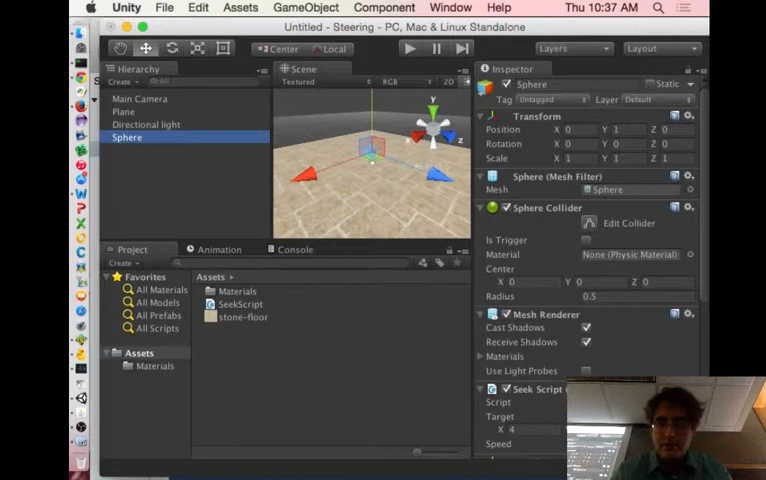 Unity File Edit Assets GameObject Component Window Help Thu 10:37 AM
Untitled - Steering - PC, Mac & Linux Standalone
Center Local Layers Layout
Hierarchy
Create All
Main Camera
Plane
Directional light
Sphere
Scene
Textured RGB 2D
y
x
z
Inspector
Sphere Static
Tag Untagged Layer Default
Transform
Position X 0 Y 1 Z 0
Rotation X 0 Y 0 Z 0
Scale X 1 Y 1 Z 1
Sphere (Mesh Filter)
Mesh Sphere
Sphere Collider
Edit Collider
Is Trigger
Material None (Physic Material)
Center
X 0 Y 0 Z 0
Radius 0.5
Mesh Renderer
Cast Shadows
Receive Shadows
Materials
Use Light Probes
Seek Script
Script
Target
X 4
Speed
Project Animation Console
Create
Favorites
All Materials
All Models
All Prefabs
All Scripts
Assets
Materials
Assets
Materials
SeekScript
stone-floor